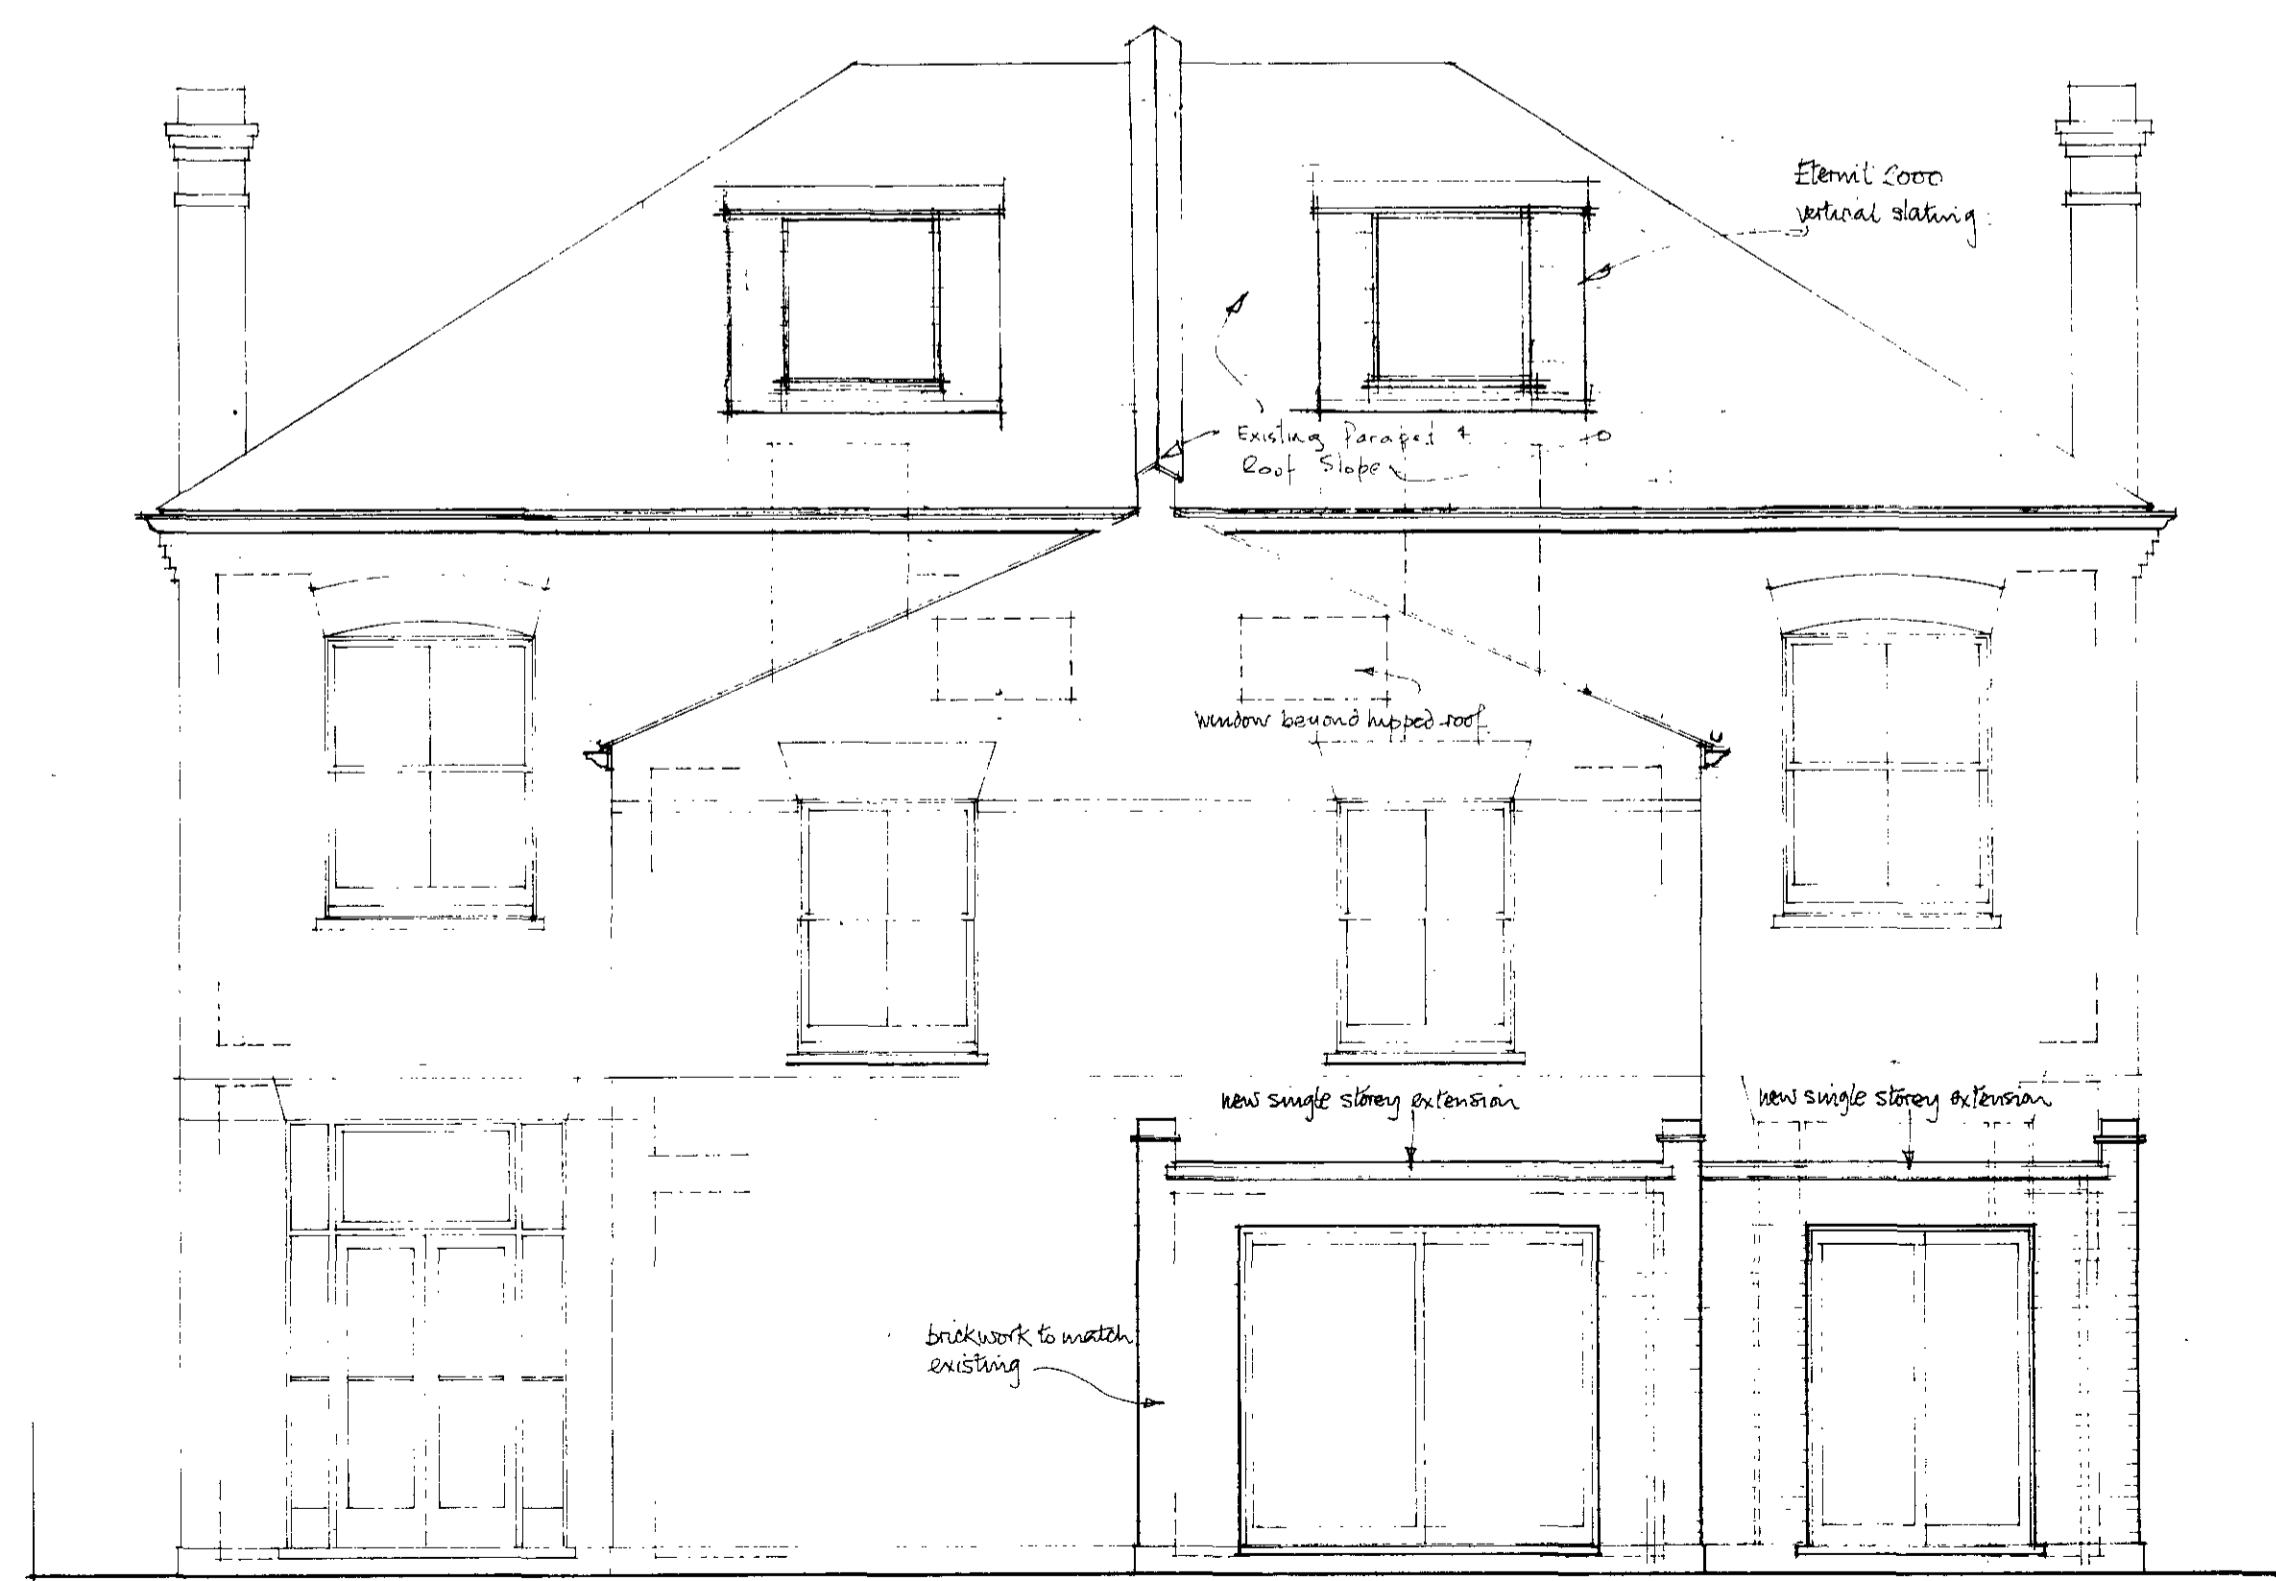 Eternit 2000
vertical slating
Existing Parapet &
Roof Slope
window beyond hipped roof
new single storey extension
new single storey extension
brickwork to match
existing